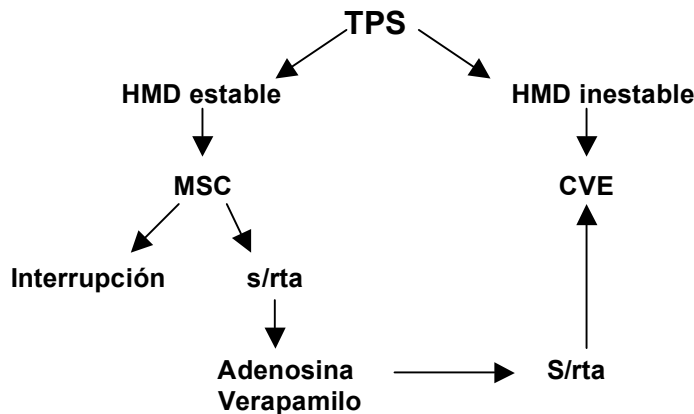 TPS
HMD estable
HMD inestable
MSC
CVE
Interrupción
s/rta
Adenosina
Verapamilo
S/rta